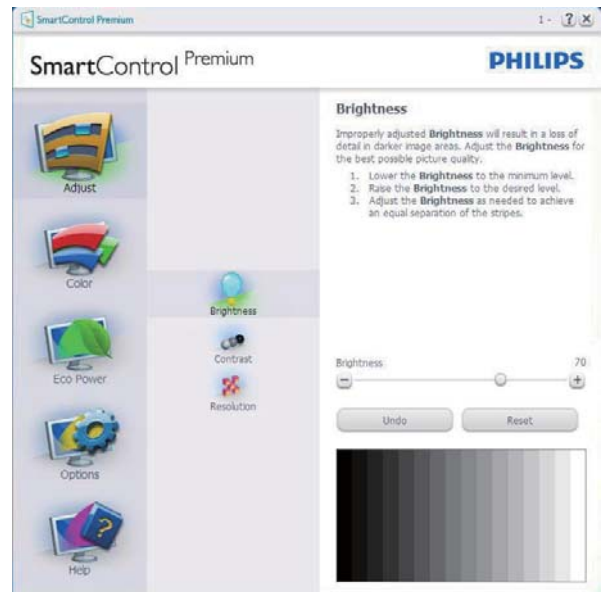 SmartControl Premium
1 - ? X
SmartControl Premium
PHILIPS
Adjust
Color
Eco Power
Options
Help
Brightness
Contrast
Resolution
Brightness
Improperly adjusted Brightness will result in a loss of
detail in darker image areas. Adjust the Brightness for
the best possible picture quality.
1. Lower the Brightness to the minimum level.
2. Raise the Brightness to the desired level.
3. Adjust the Brightness as needed to achieve
an equal separation of the stripes.
Brightness 70
Undo Reset